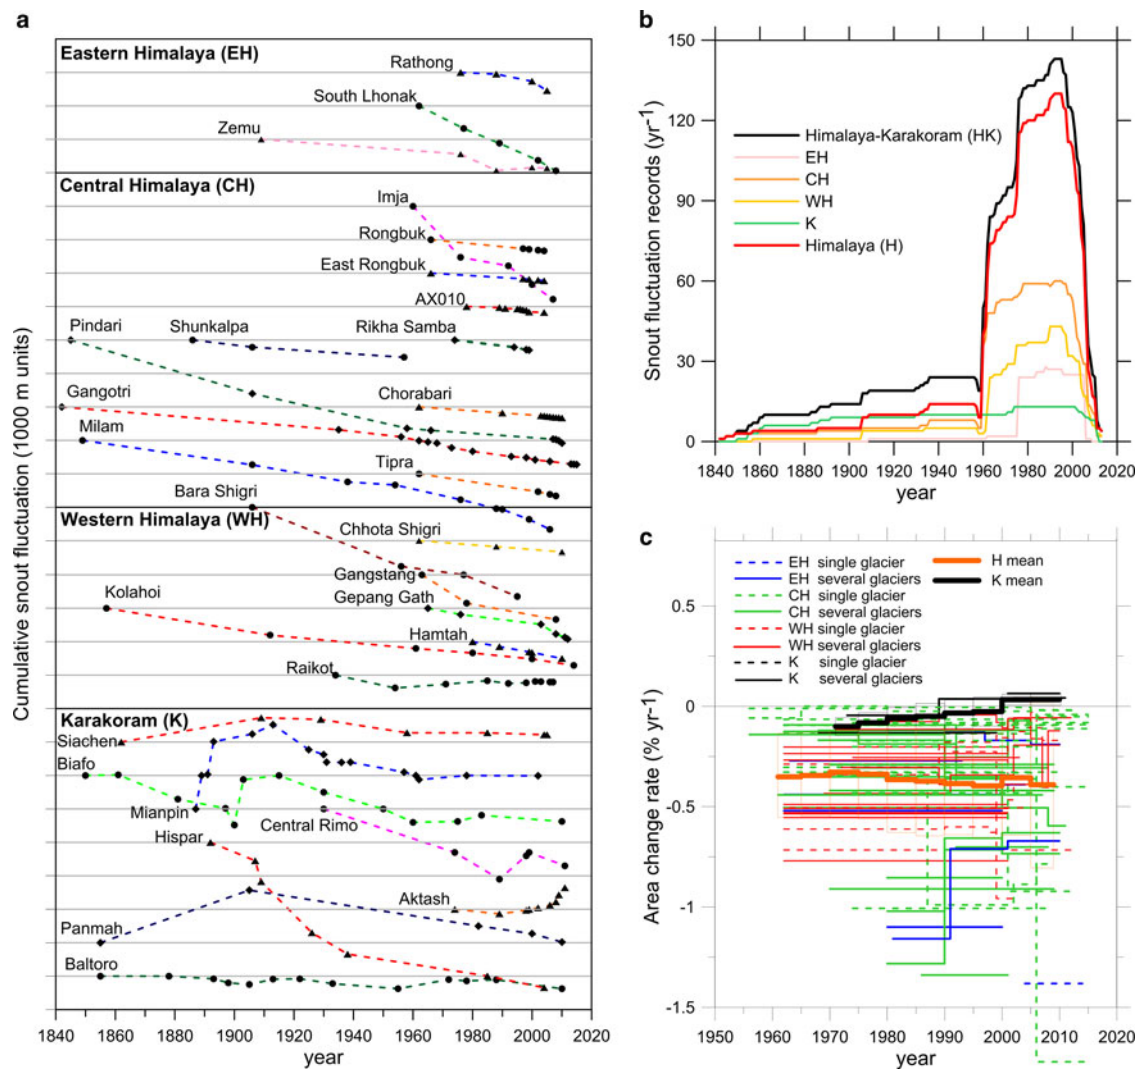 a
Cumulative snout fluctuation (1000 m units)
Eastern Himalaya (EH)
Rathong
South Lhonak
Zemu
Central Himalaya (CH)
Imja
Rongbuk
East Rongbuk
AX010
Pindari
Shunkalpa
Rikha Samba
Gangotri
Chorabari
Milam
Tipra
Bara Shigri
Western Himalaya (WH)
Chhota Shigri
Gangstang
Kolahoi
Gepang Gath
Hamtah
Raikot
Karakoram (K)
Siachen
Biafo
Mianpin
Central Rimo
Hispar
Aktash
Panmah
Baltoro
1840 1860 1880 1900 1920 1940 1960 1980 2000 2020
year
b
Snout fluctuation records (yr-1)
150
120
90
60
30
0
Himalaya-Karakoram (HK)
EH
CH
WH
K
Himalaya (H)
1840 1860 1880 1900 1920 1940 1960 1980 2000 2020
year
c
Area change rate (% yr-1)
0.5
0
-0.5
-1
-1.5
EH single glacier
EH several glaciers
CH single glacier
CH several glaciers
WH single glacier
WH several glaciers
K single glacier
K several glaciers
H mean
K mean
1950 1960 1970 1980 1990 2000 2010 2020
year